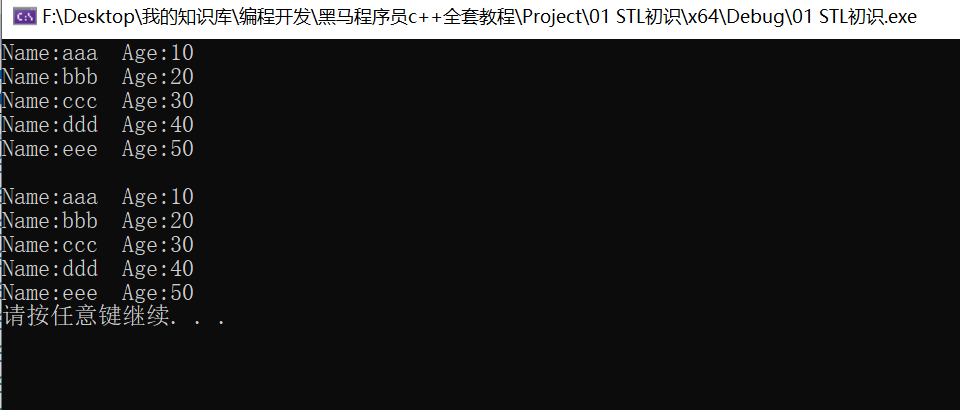 F:\Desktop\我的知识库\编程开发\黑马程序员c++全套教程\Project\01 STL初识\x64\Debug\01 STL初识.exe
Name:aaa  Age:10
Name:bbb  Age:20
Name:ccc  Age:30
Name:ddd  Age:40
Name:eee  Age:50
Name:aaa  Age:10
Name:bbb  Age:20
Name:ccc  Age:30
Name:ddd  Age:40
Name:eee  Age:50
请按任意键继续. . .